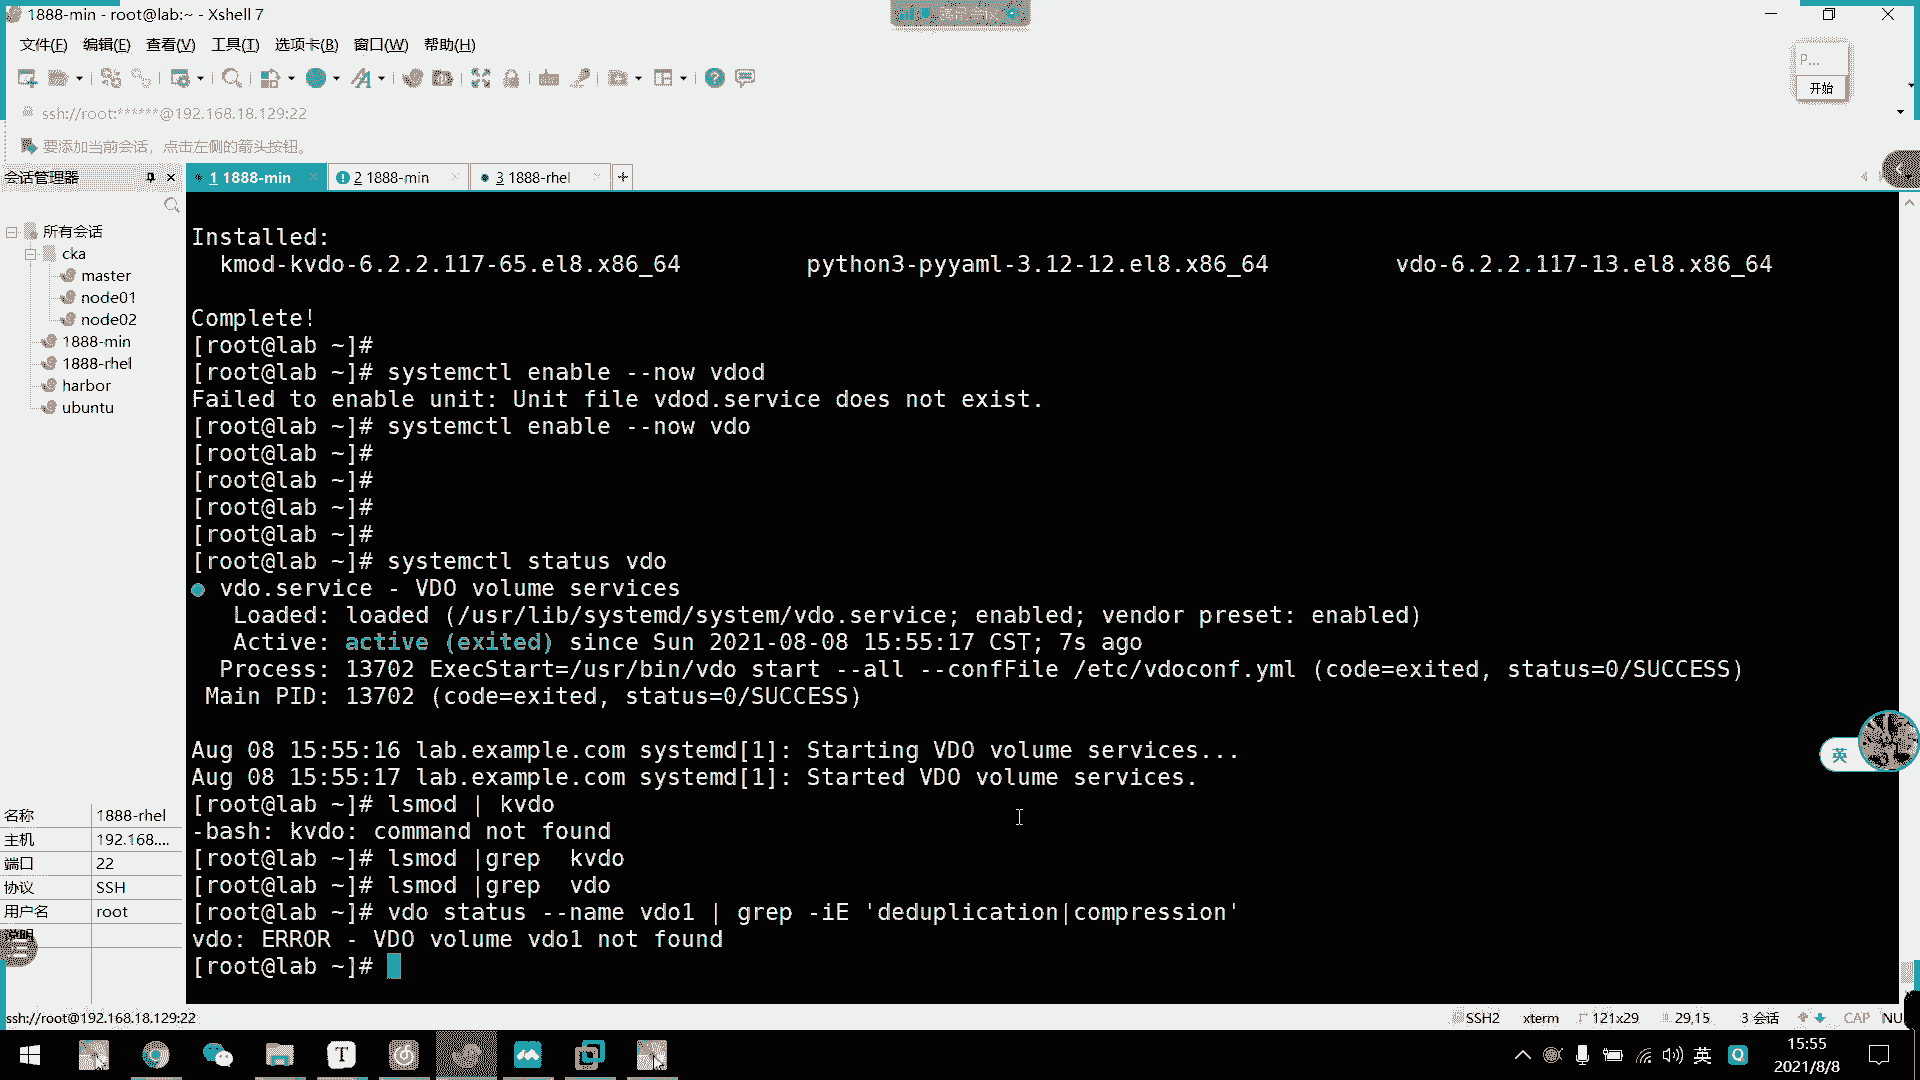 1888-min - root@lab:~ - Xshell 7
文件(F) 编辑(E) 查看(V) 工具(T) 选项卡(B) 窗口(W) 帮助(H)
P...
开始
ssh://root:******@192.168.18.129:22
要添加当前会话，点击左侧的箭头按钮。
会话管理器
1 1888-min
2 1888-min
3 1888-rhel
所有会话
cka
master
node01
node02
1888-min
1888-rhel
harbor
ubuntu
Installed:
kmod-kvdo-6.2.2.117-65.el8.x86_64 python3-pyyaml-3.12-12.el8.x86_64 vdo-6.2.2.117-13.el8.x86_64
Complete!
[root@lab ~]#
[root@lab ~]# systemctl enable --now vdod
Failed to enable unit: Unit file vdod.service does not exist.
[root@lab ~]# systemctl enable --now vdo
[root@lab ~]#
[root@lab ~]#
[root@lab ~]#
[root@lab ~]#
[root@lab ~]# systemctl status vdo
● vdo.service - VDO volume services
Loaded: loaded (/usr/lib/systemd/system/vdo.service; enabled; vendor preset: enabled)
Active: active (exited) since Sun 2021-08-08 15:55:17 CST; 7s ago
Process: 13702 ExecStart=/usr/bin/vdo start --all --confFile /etc/vdoconf.yml (code=exited, status=0/SUCCESS)
Main PID: 13702 (code=exited, status=0/SUCCESS)
Aug 08 15:55:16 lab.example.com systemd[1]: Starting VDO volume services...
Aug 08 15:55:17 lab.example.com systemd[1]: Started VDO volume services.
[root@lab ~]# lsmod | kvdo
-bash: kvdo: command not found
[root@lab ~]# lsmod |grep  kvdo
[root@lab ~]# lsmod |grep  vdo
[root@lab ~]# vdo status --name vdo1 | grep -iE 'deduplication|compression'
vdo: ERROR - VDO volume vdo1 not found
[root@lab ~]#
英
名称 1888-rhel
主机 192.168....
端口 22
协议 SSH
用户名 root
说明
ssh://root@192.168.18.129:22
SSH2 xterm 121x29 29,15 3 会话 CAP NU
英
15:55
2021/8/8